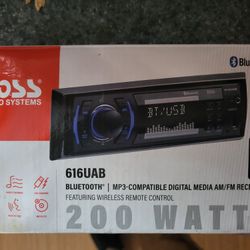 OSS
O SYSTEMS
Blu
BT/USB
616UAB
BLUETOOTH® | MP3-COMPATIBLE DIGITAL MEDIA AM/FM RECE
FEATURING WIRELESS REMOTE CONTROL
200 WATT